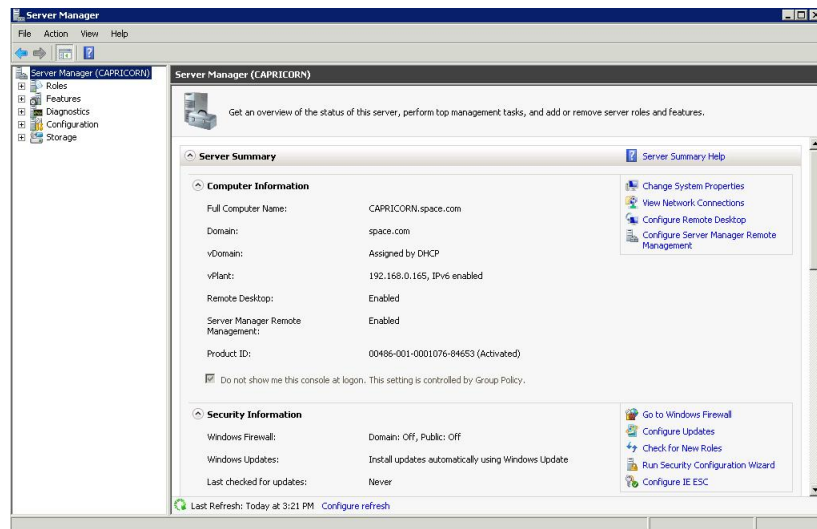 Server Manager
File Action View Help
Server Manager (CAPRICORN)
Roles
Features
Diagnostics
Configuration
Storage
Server Manager (CAPRICORN)
Get an overview of the status of this server, perform top management tasks, and add or remove server roles and features.
Server Summary
Server Summary Help
Computer Information
Full Computer Name: CAPRICORN.space.com
Domain: space.com
vDomain: Assigned by DHCP
vPlant: 192.168.0.165, IPv6 enabled
Remote Desktop: Enabled
Server Manager Remote Management: Enabled
Product ID: 00486-001-0001076-84653 (Activated)
Do not show me this console at logon. This setting is controlled by Group Policy.
Change System Properties
View Network Connections
Configure Remote Desktop
Configure Server Manager Remote
Management
Security Information
Windows Firewall: Domain: Off, Public: Off
Windows Updates: Install updates automatically using Windows Update
Last checked for updates: Never
Go to Windows Firewall
Configure Updates
Check for New Roles
Run Security Configuration Wizard
Configure IE ESC
Last Refresh: Today at 3:21 PM Configure refresh